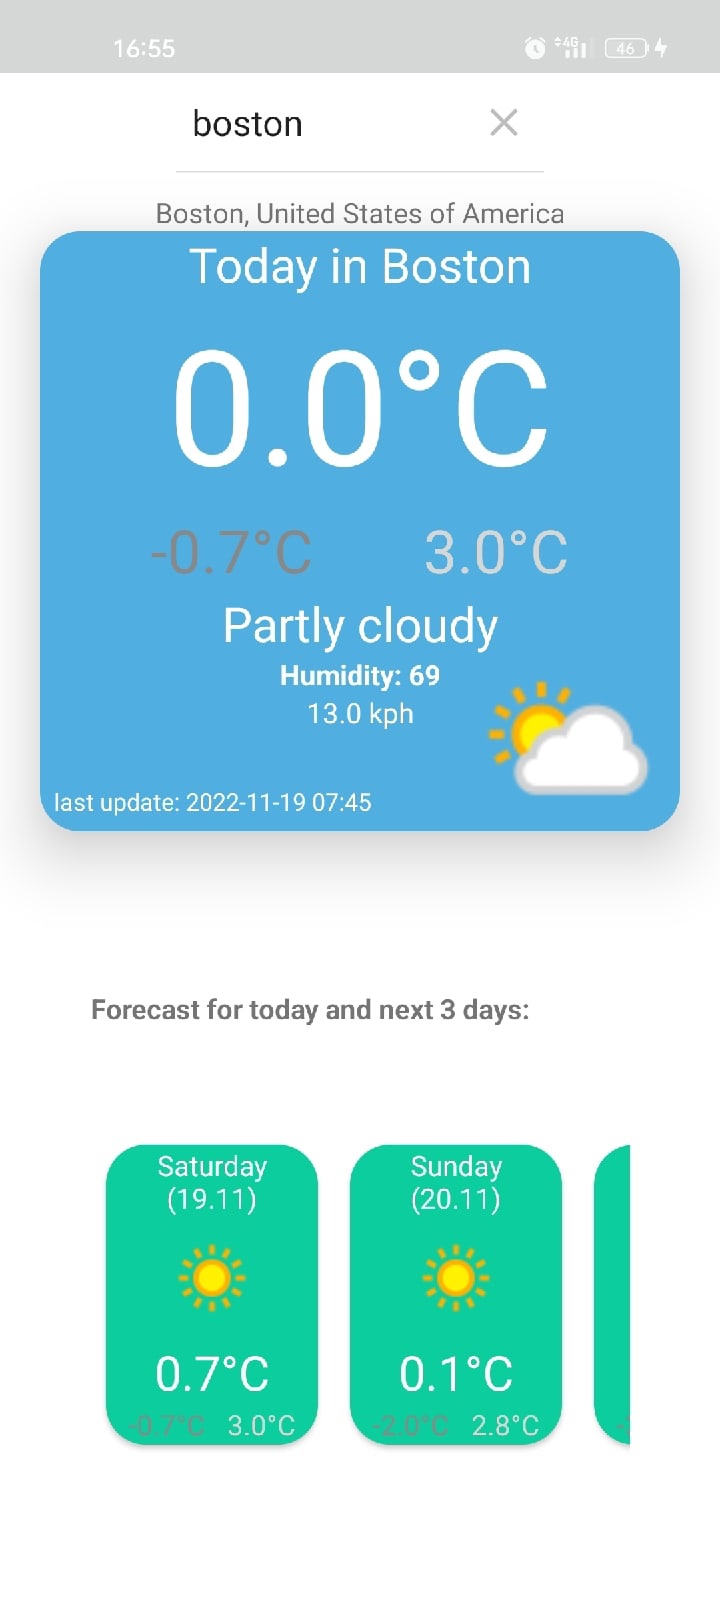 16:55
4G
46
boston
Boston, United States of America
Today in Boston
0.0°C
-0.7°C 3.0°C
Partly cloudy
Humidity: 69
13.0 kph
last update: 2022-11-19 07:45
Forecast for today and next 3 days:
Saturday
(19.11)
0.7°C
-0.7°C 3.0°C
Sunday
(20.11)
0.1°C
-2.0°C 2.8°C